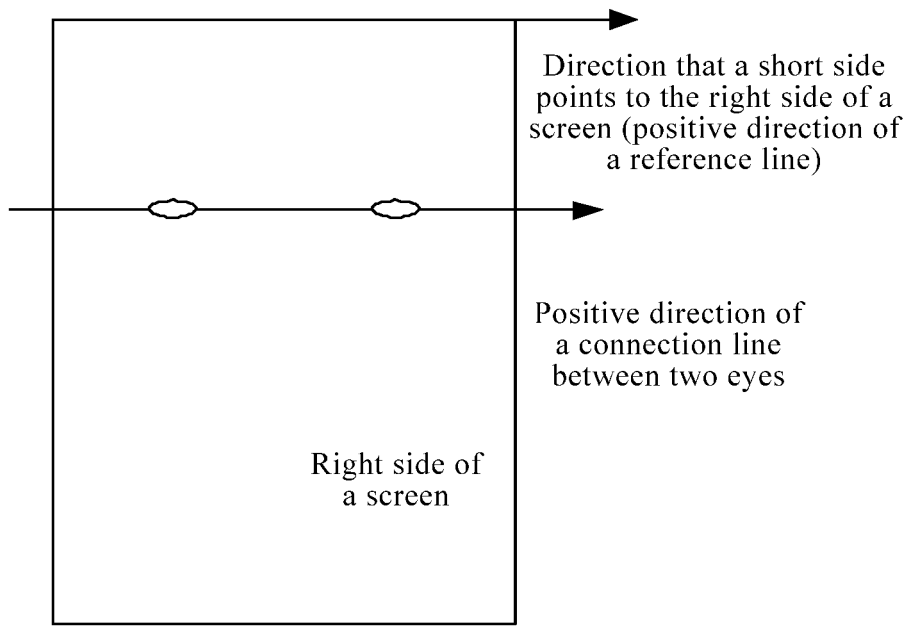 Direction that a short side
points to the right side of a
screen (positive direction of
a reference line)
Positive direction of
a connection line
between two eyes
Right side of
a screen